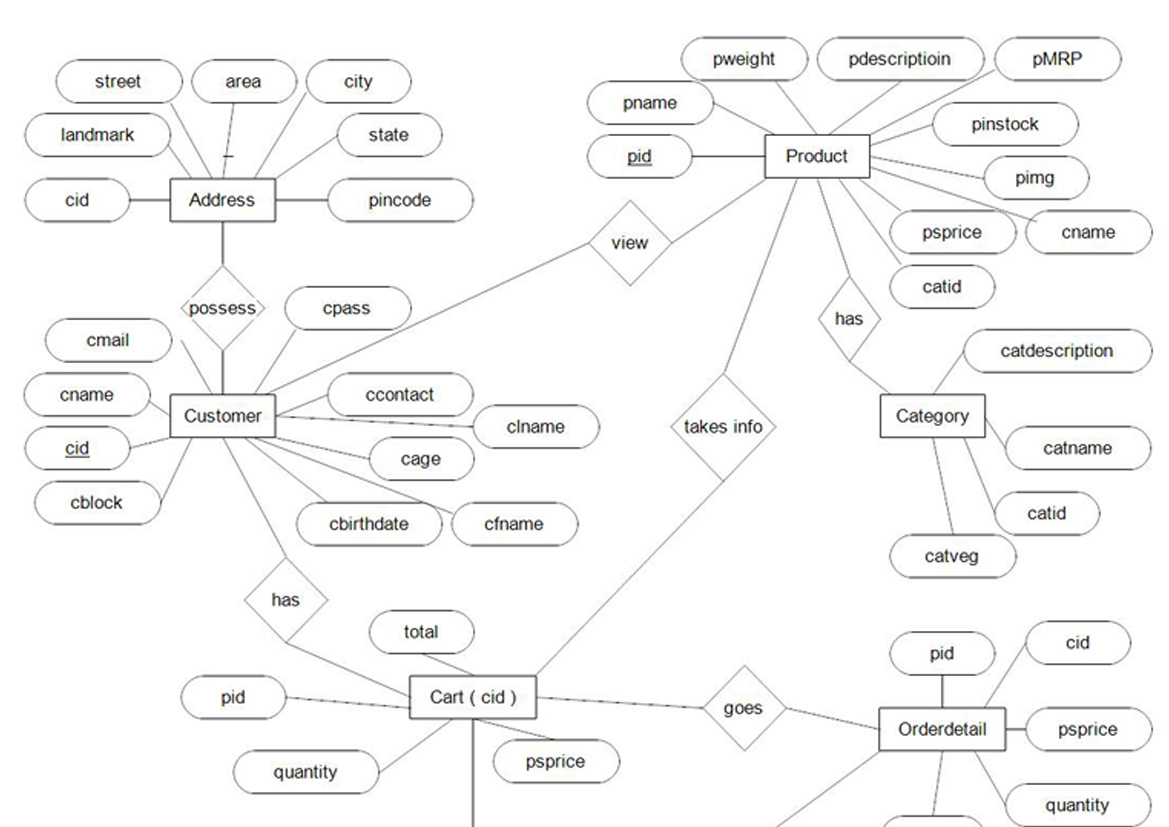 pweight
pdescriptioin
pMRP
street
area
city
pname
landmark
state
pinstock
pid
Product
pimg
cid
Address
pincode
psprice
cname
view
catid
possess
cpass
has
cmail
catdescription
cname
ccontact
Customer
Category
clname
takes info
cid
cage
catname
cblock
cbirthdate
cfname
catid
catveg
has
total
cid
pid
pid
Cart ( cid )
goes
Orderdetail
psprice
psprice
quantity
quantity